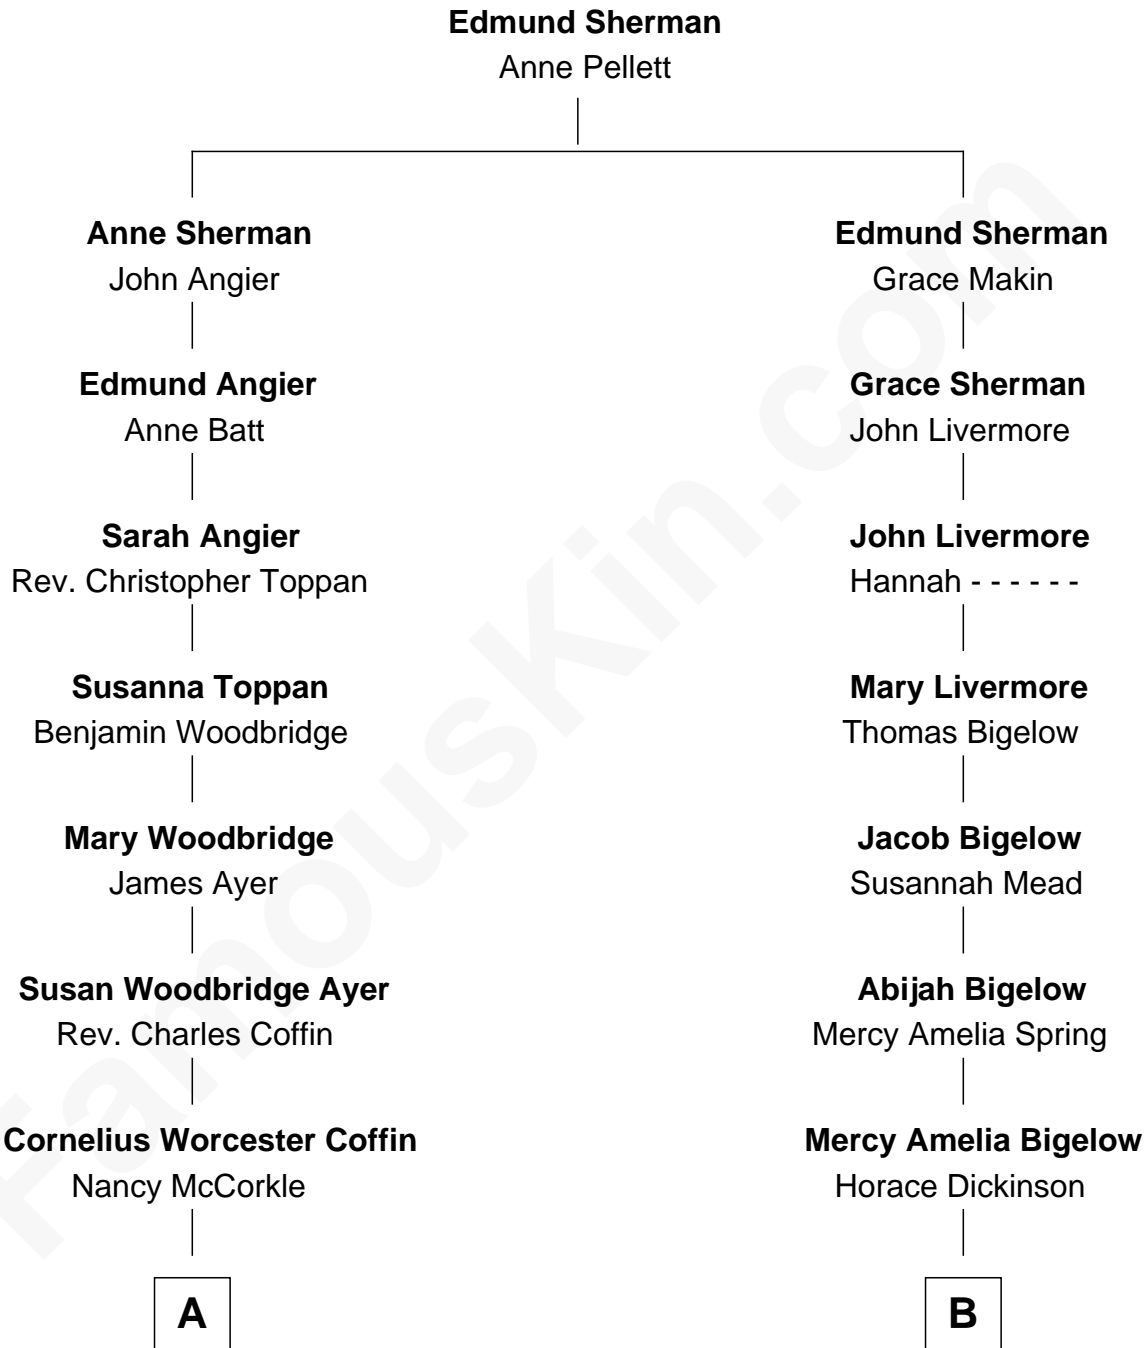 Edmund Sherman
Anne Pellett
Anne Sherman
John Angier
Edmund Sherman
Grace Makin
Edmund Angier
Anne Batt
Grace Sherman
John Livermore
Sarah Angier
Rev. Christopher Toppan
John Livermore
Hannah - - - - - -
Susanna Toppan
Benjamin Woodbridge
Mary Livermore
Thomas Bigelow
Mary Woodbridge
James Ayer
Jacob Bigelow
Susannah Mead
Susan Woodbridge Ayer
Rev. Charles Coffin
Abijah Bigelow
Mercy Amelia Spring
Cornelius Worcester Coffin
Nancy McCorkle
Mercy Amelia Bigelow
Horace Dickinson
A
B
FamousKin.com